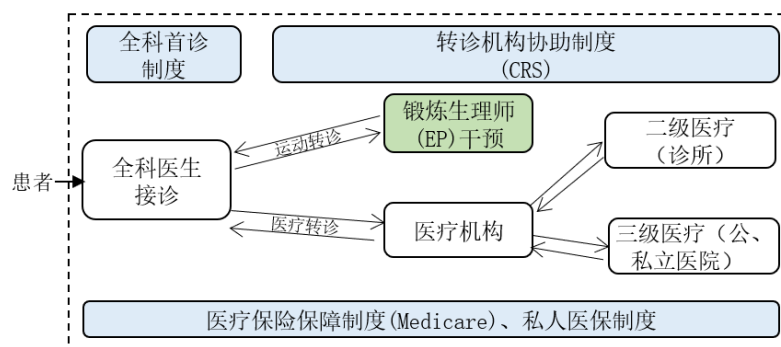 全科首诊
制度
转诊机构协助制度
(CRS)
锻炼生理师
(EP)干预
运动转诊
二级医疗
（诊所）
全科医生
接诊
患者
医疗转诊
医疗机构
三级医疗（公、
私立医院）
医疗保险保障制度(Medicare)、私人医保制度